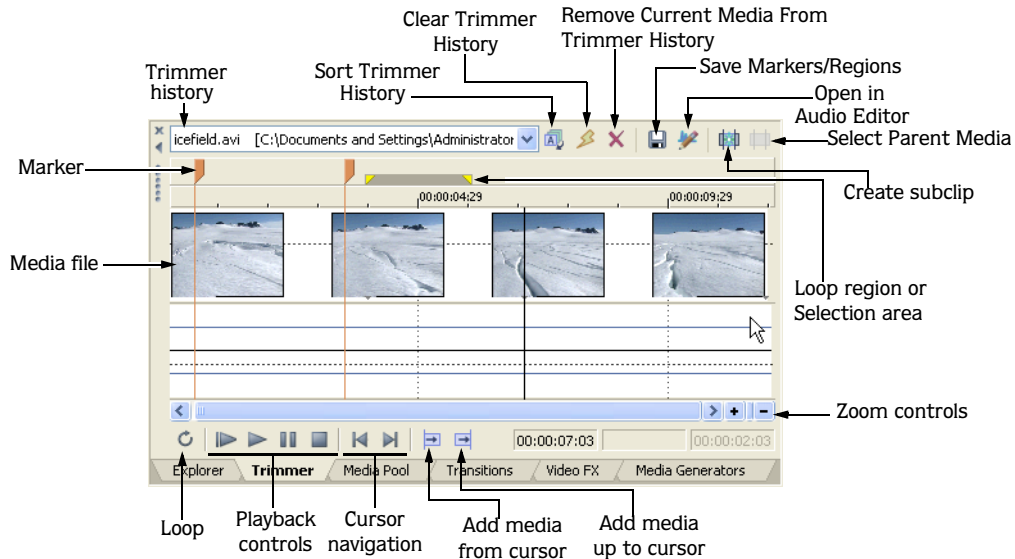 Clear Trimmer
History
Remove Current Media From
Trimmer History
Trimmer
history
Sort Trimmer
History
Save Markers/Regions
Open in
Audio Editor
Select Parent Media
icefield.avi [C:\Documents and Settings\Administrator
A
Marker
Create subclip
00:00:04:29
00:00:09:29
Media file
Loop region or
Selection area
Zoom controls
00:00:07:03
00:00:02:03
Explorer
Trimmer
Media Pool
Transitions
Video FX
Media Generators
Loop
Playback
controls
Cursor
navigation
Add media
from cursor
Add media
up to cursor